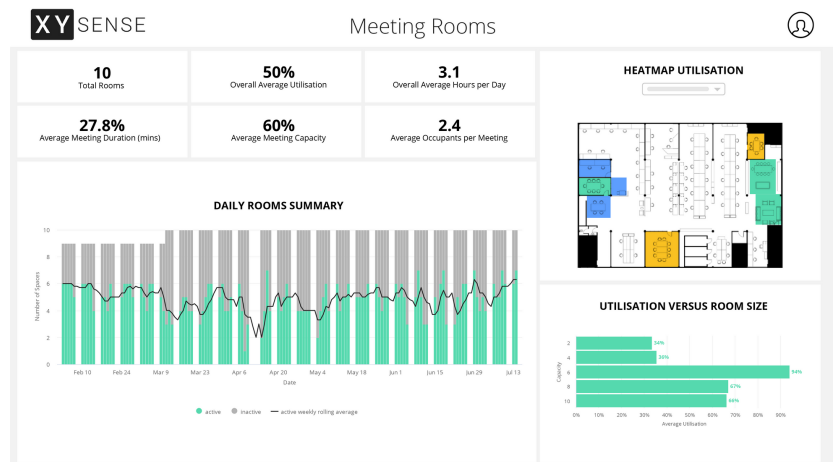 XY SENSE
Meeting Rooms
10
Total Rooms
50%
Overall Average Utilisation
3.1
Overall Average Hours per Day
27.8%
Average Meeting Duration (mins)
60%
Average Meeting Capacity
2.4
Average Occupants per Meeting
DAILY ROOMS SUMMARY
10
8
6
4
2
0
Number of Spaces
Feb 10 Feb 24 Mar 9 Mar 23 Apr 6 Apr 20 May 4 May 18 Jun 1 Jun 15 Jun 29 Jul 13
Date
active inactive active weekly rolling average
HEATMAP UTILISATION
UTILISATION VERSUS ROOM SIZE
Capacity
2 34%
4 36%
6 94%
8 67%
10 66%
0% 10% 20% 30% 40% 50% 60% 70% 80% 90%
Average Utilisation